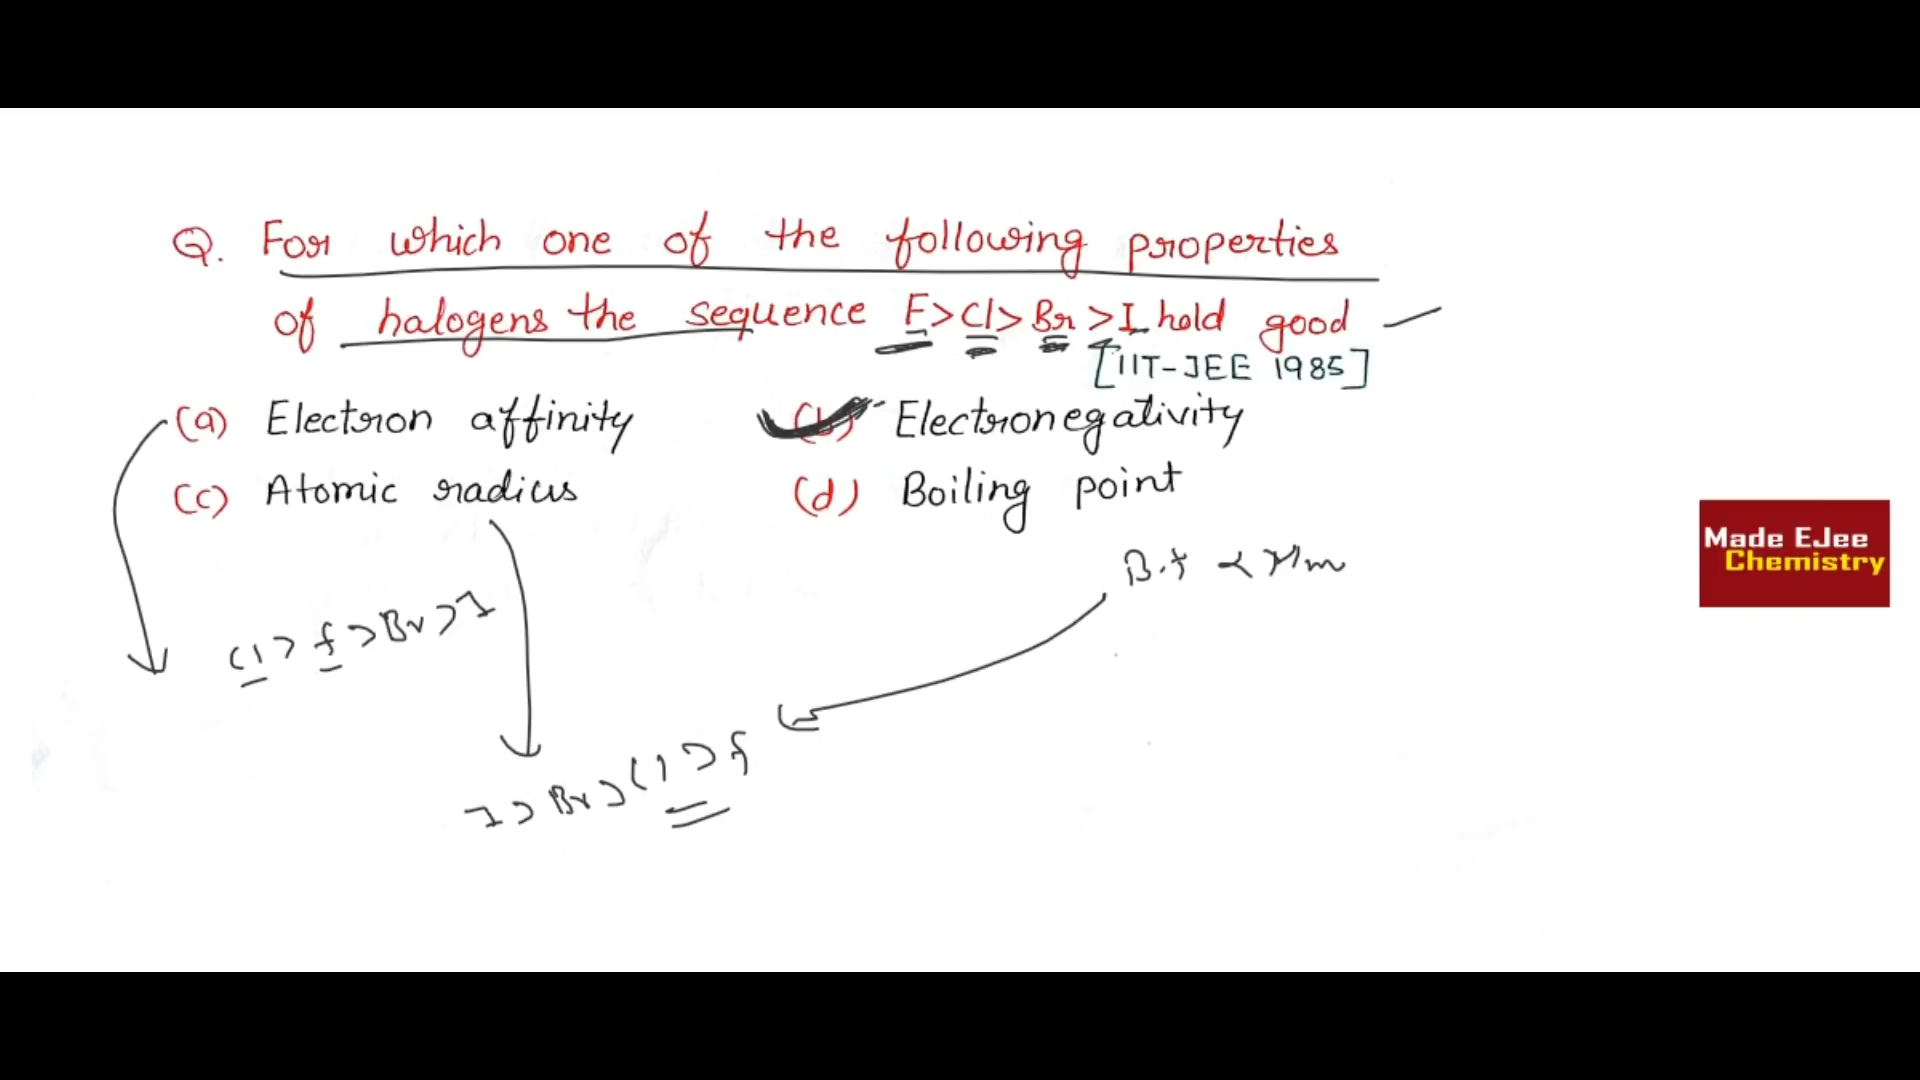 Q. For which one of the following properties
of halogens the sequence F>Cl>Br>I hold good
[IIT-JEE 1985]
(a) Electron affinity (b) Electronegativity
(c) Atomic radius (d) Boiling point
Made EJee
Chemistry
Cl > f > Br > I
I > Br > Cl > f